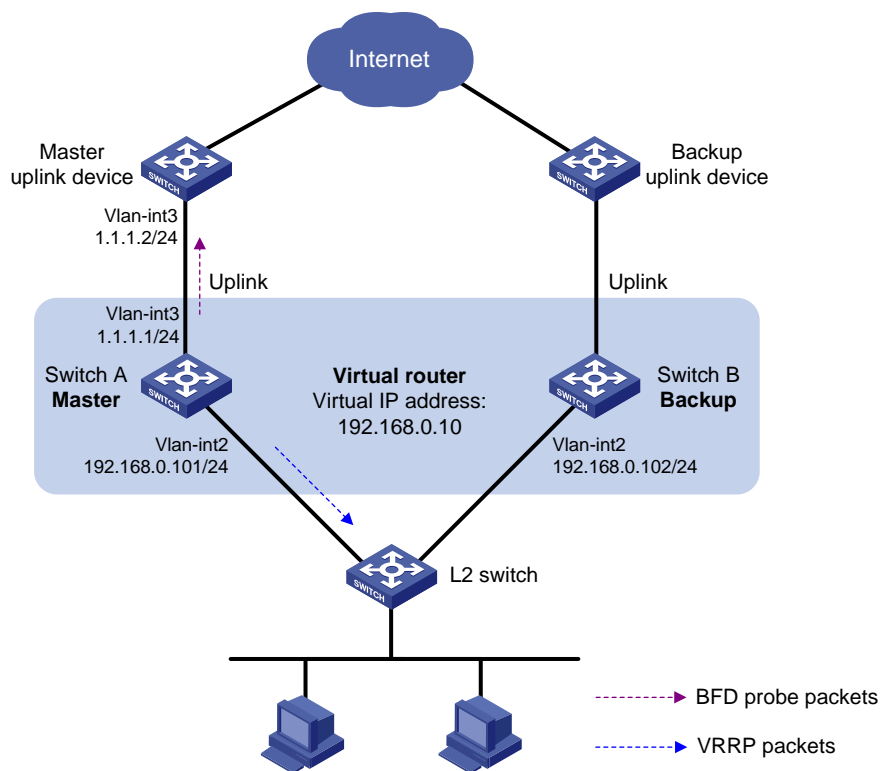 Internet
Master
uplink device
SWITCH
Backup
uplink device
SWITCH
Vlan-int3
1.1.1.2/24
Uplink
Uplink
Vlan-int3
1.1.1.1/24
Switch A
Master
SWITCH
Virtual router
Virtual IP address:
192.168.0.10
Switch B
Backup
SWITCH
Vlan-int2
192.168.0.101/24
Vlan-int2
192.168.0.102/24
L2 switch
SWITCH
BFD probe packets
VRRP packets